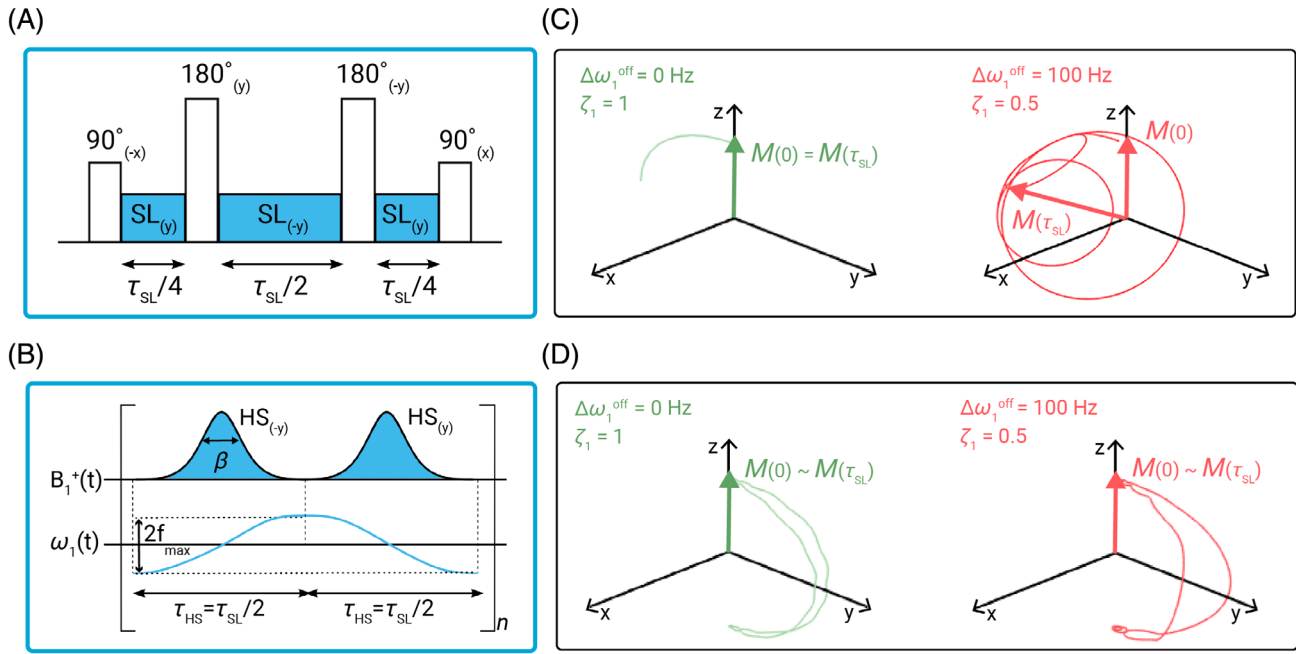 (A)
180°(y)
180°(-y)
90°(-x)
90°(x)
SL(y)
SL(-y)
SL(y)
τSL/4
τSL/2
τSL/4
(B)
HS(-y)
HS(y)
β
B1+(t)
2fmax
ω1(t)
τHS=τSL/2
τHS=τSL/2
n
(C)
Δω1off = 0 Hz
ζ1 = 1
z
M(0) = M(τSL)
x
y
Δω1off = 100 Hz
ζ1 = 0.5
z
M(0)
M(τSL)
x
y
(D)
Δω1off = 0 Hz
ζ1 = 1
z
M(0) ~ M(τSL)
x
y
Δω1off = 100 Hz
ζ1 = 0.5
z
M(0) ~ M(τSL)
x
y